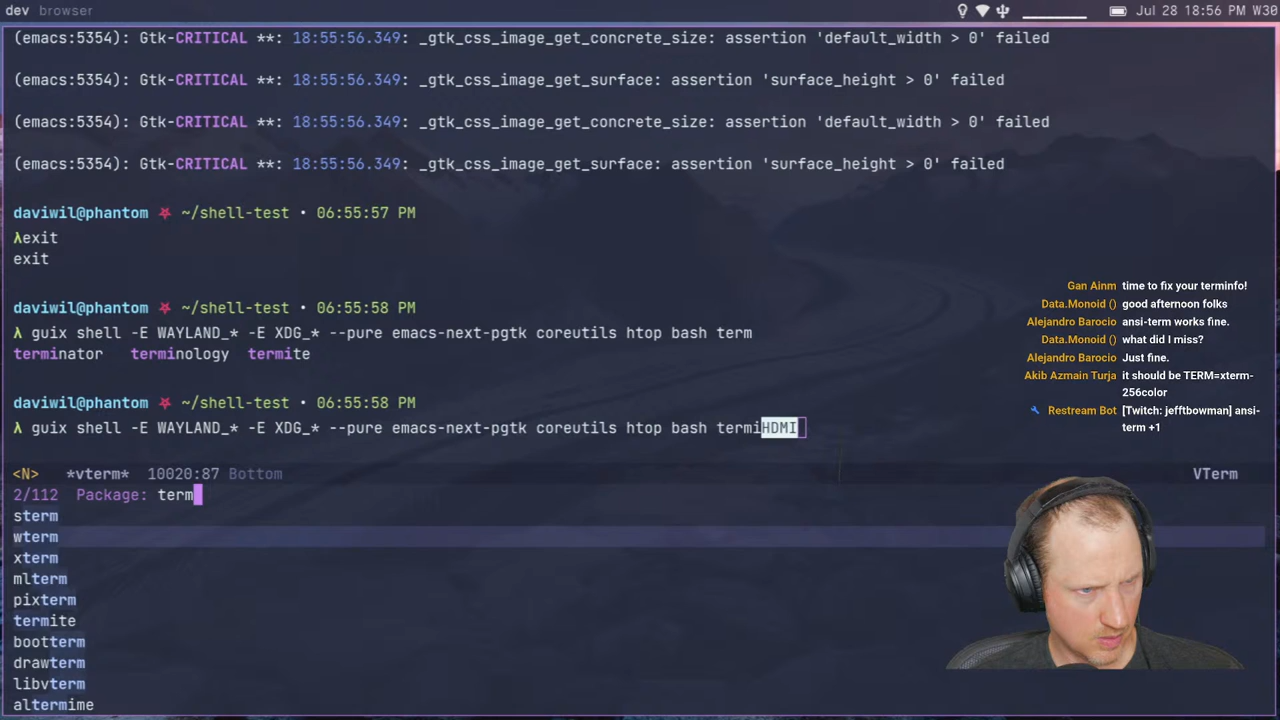 dev browser
Jul 28 18:56 PM W30
(emacs:5354): Gtk-CRITICAL **: 18:55:56.349: _gtk_css_image_get_concrete_size: assertion 'default_width > 0' failed
(emacs:5354): Gtk-CRITICAL **: 18:55:56.349: _gtk_css_image_get_surface: assertion 'surface_height > 0' failed
(emacs:5354): Gtk-CRITICAL **: 18:55:56.349: _gtk_css_image_get_concrete_size: assertion 'default_width > 0' failed
(emacs:5354): Gtk-CRITICAL **: 18:55:56.349: _gtk_css_image_get_surface: assertion 'surface_height > 0' failed
daviwil@phantom ⛧ ~/shell-test • 06:55:57 PM
λexit
exit
daviwil@phantom ⛧ ~/shell-test • 06:55:58 PM
λ guix shell -E WAYLAND_* -E XDG_* --pure emacs-next-pgtk coreutils htop bash term
terminator terminology termite
daviwil@phantom ⛧ ~/shell-test • 06:55:58 PM
λ guix shell -E WAYLAND_* -E XDG_* --pure emacs-next-pgtk coreutils htop bash termiHDMI
<N> *vterm* 10020:87 Bottom VTerm
2/112 Package: term
sterm
wterm
xterm
mlterm
pixterm
termite
bootterm
drawterm
libvterm
altermime
Gan Ainm time to fix your terminfo!
Data.Monoid () good afternoon folks
Alejandro Barocio ansi-term works fine.
Data.Monoid () what did I miss?
Alejandro Barocio Just fine.
Akib Azmain Turja it should be TERM=xterm-
256color
Restream Bot [Twitch: jefftbowman] ansi-
term +1